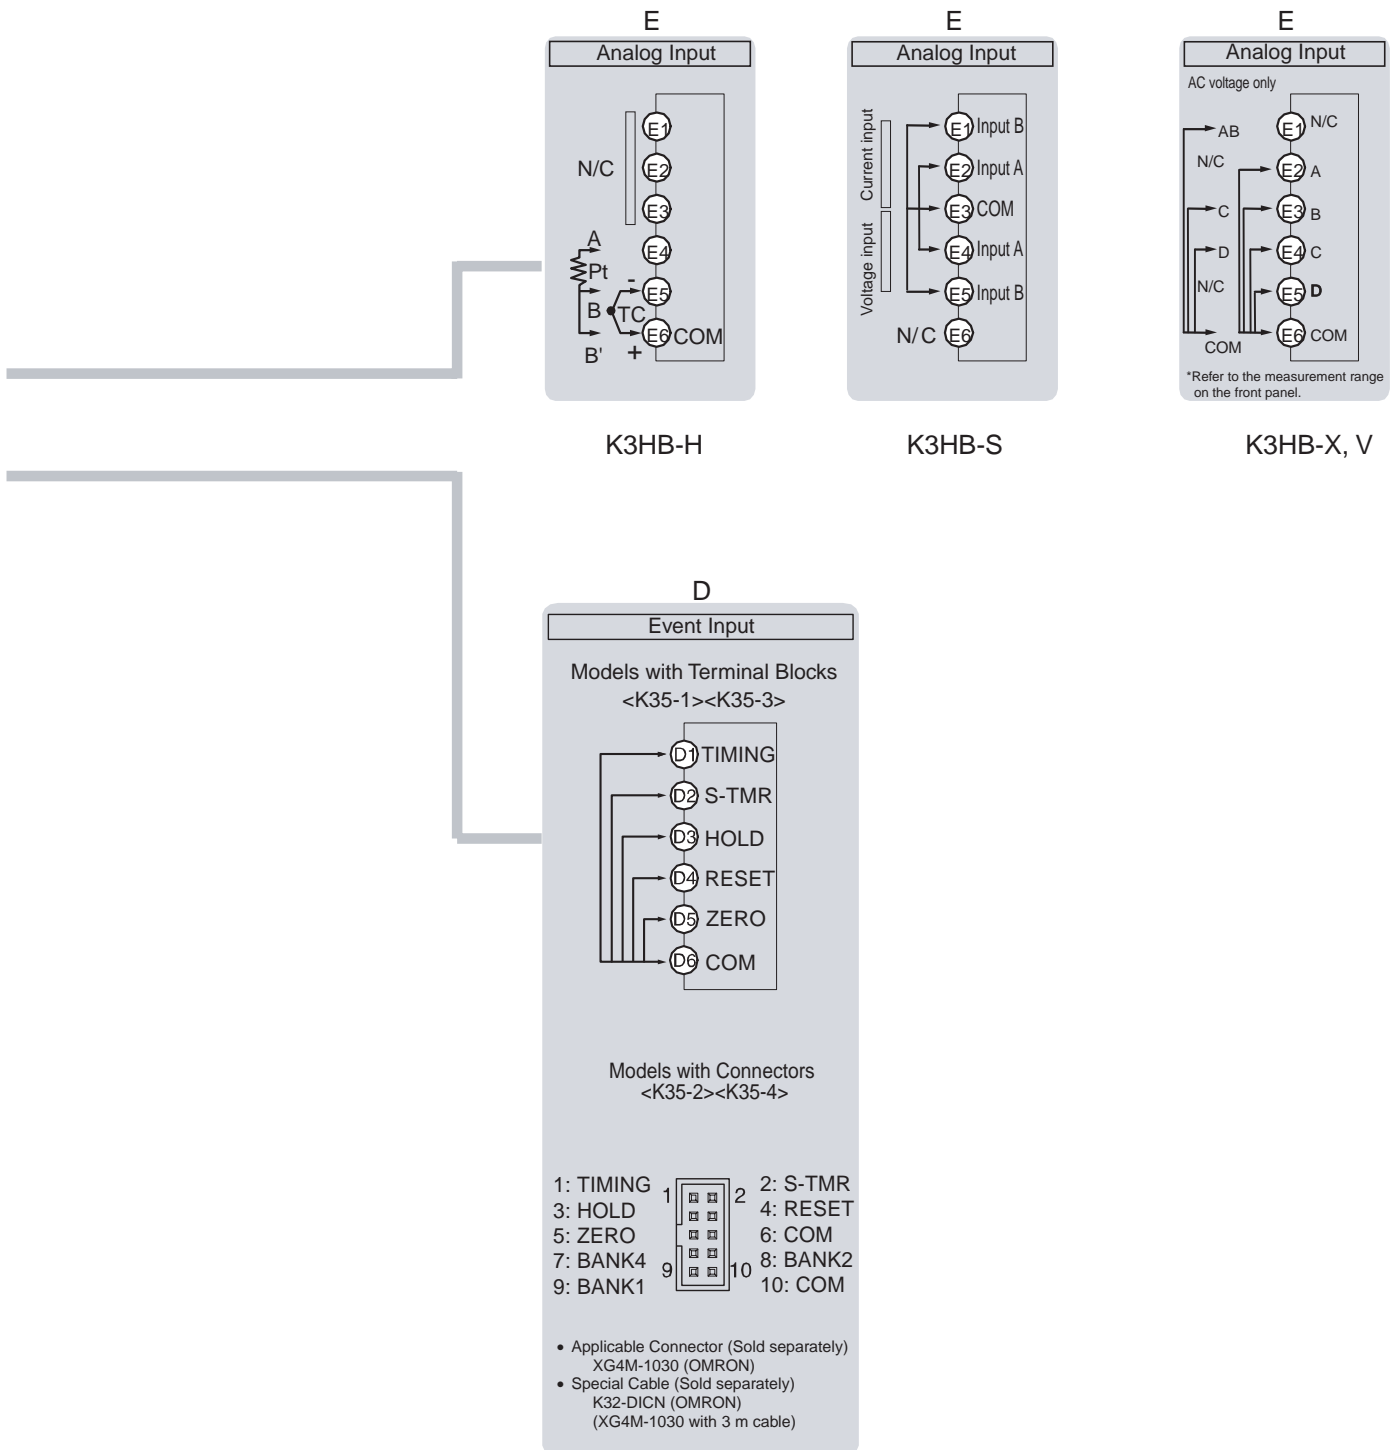 E
Analog Input
E1
N/C
E2
E3
A
E4
Pt
-
E5
B
TC
E6
COM
B'
+
K3HB-H
E
Analog Input
Current input
Voltage input
E1 Input B
E2 Input A
E3 COM
E4 Input A
E5 Input B
N/C E6
K3HB-S
E
Analog Input
AC voltage only
AB
E1 N/C
N/C
E2 A
C
E3 B
D
E4 C
N/C
E5 D
COM
E6 COM
*Refer to the measurement range
on the front panel.
K3HB-X, V
D
Event Input
Models with Terminal Blocks
<K35-1><K35-3>
D1 TIMING
D2 S-TMR
D3 HOLD
D4 RESET
D5 ZERO
D6 COM
Models with Connectors
<K35-2><K35-4>
1: TIMING
3: HOLD
5: ZERO
7: BANK4
9: BANK1
1
2
9
10
2: S-TMR
4: RESET
6: COM
8: BANK2
10: COM
• Applicable Connector (Sold separately)
XG4M-1030 (OMRON)
• Special Cable (Sold separately)
K32-DICN (OMRON)
(XG4M-1030 with 3 m cable)